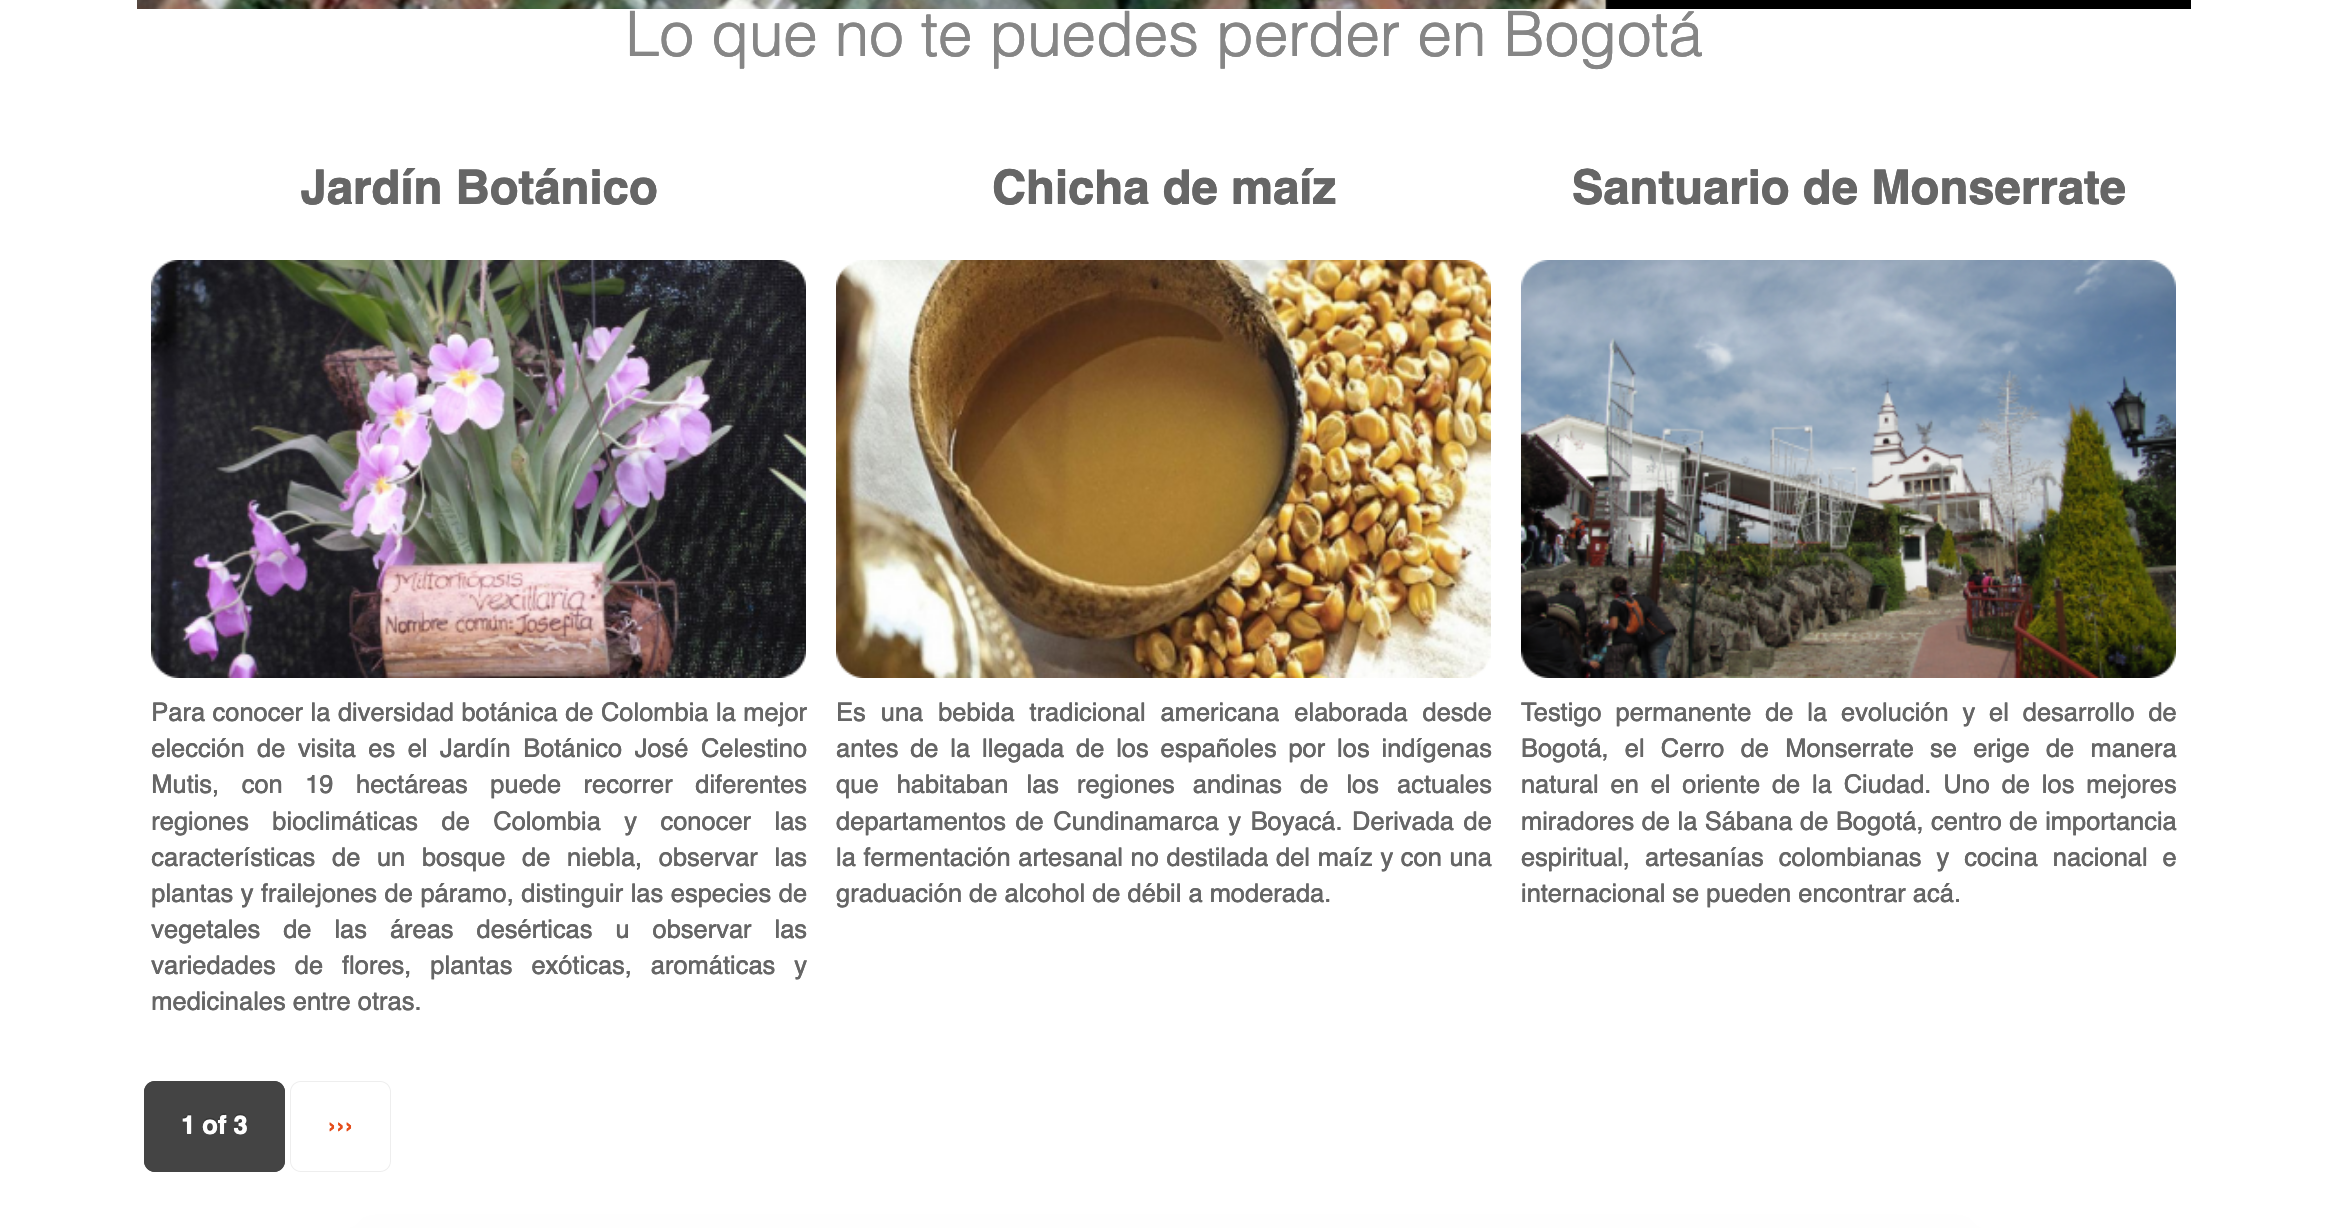 Lo que no te puedes perder en Bogotá
Jardín Botánico
Miltoniopsis
vexillaria
Nombre común: Josefita
Para conocer la diversidad botánica de Colombia la mejor
elección de visita es el Jardín Botánico José Celestino
Mutis, con 19 hectáreas puede recorrer diferentes
regiones bioclimáticas de Colombia y conocer las
características de un bosque de niebla, observar las
plantas y frailejones de páramo, distinguir las especies de
vegetales de las áreas desérticas u observar las
variedades de flores, plantas exóticas, aromáticas y
medicinales entre otras.
Chicha de maíz
Es una bebida tradicional americana elaborada desde
antes de la llegada de los españoles por los indígenas
que habitaban las regiones andinas de los actuales
departamentos de Cundinamarca y Boyacá. Derivada de
la fermentación artesanal no destilada del maíz y con una
graduación de alcohol de débil a moderada.
Santuario de Monserrate
Testigo permanente de la evolución y el desarrollo de
Bogotá, el Cerro de Monserrate se erige de manera
natural en el oriente de la Ciudad. Uno de los mejores
miradores de la Sábana de Bogotá, centro de importancia
espiritual, artesanías colombianas y cocina nacional e
internacional se pueden encontrar acá.
1 of 3
›››